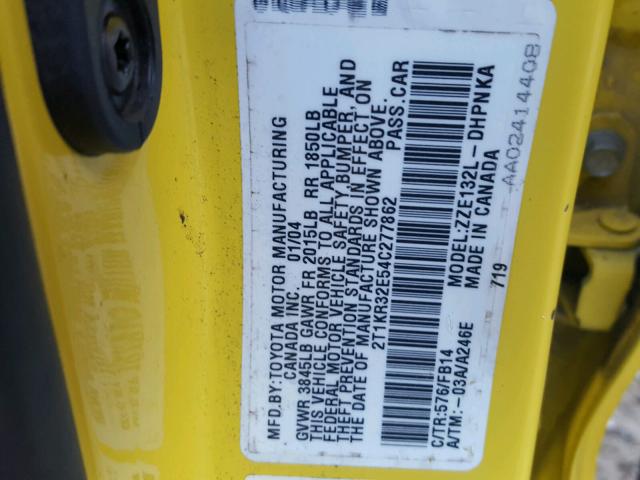 MFD.BY:TOYOTA MOTOR MANUFACTURING
CANADA INC. 01/04
GVWR 3845LB GAWR FR 2015LB RR 1850LB
THIS VEHICLE CONFORMS TO ALL APPLICABLE
FEDERAL MOTOR VEHICLE SAFETY,BUMPER, AND
THEFT PREVENTION STANDARDS IN EFFECT ON
THE DATE OF MANUFACTURE SHOWN ABOVE.
2T1KR32E54C277862 PASS.CAR
C/TR:576/FB14 MODEL:ZZE132L-DHPNKA
A/TM:-03A/A246E MADE IN CANADA
719
AA02414408